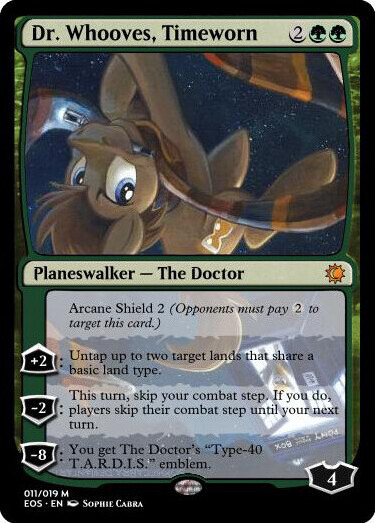 Dr. Whooves, Timeworn 2
Planeswalker — The Doctor
Arcane Shield 2 (Opponents must pay 2 to
target this card.)
+2: Untap up to two target lands that share a
basic land type.
-2: This turn, skip your combat step. If you do,
players skip their combat step until your next
turn.
-8: You get The Doctor's “Type-40
T.A.R.D.I.S.” emblem.
4
011/019 M
EOS • EN Sophie Cabra